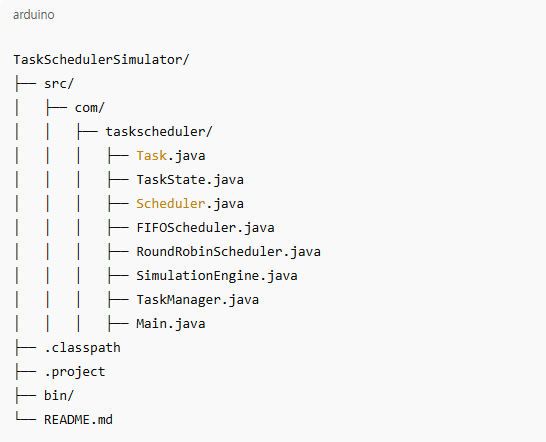 arduino
TaskSchedulerSimulator/
├── src/
│   ├── com/
│   │   ├── taskscheduler/
│   │   │   ├── Task.java
│   │   │   ├── TaskState.java
│   │   │   ├── Scheduler.java
│   │   │   ├── FIFOScheduler.java
│   │   │   ├── RoundRobinScheduler.java
│   │   │   ├── SimulationEngine.java
│   │   │   ├── TaskManager.java
│   │   │   ├── Main.java
├── .classpath
├── .project
├── bin/
└── README.md